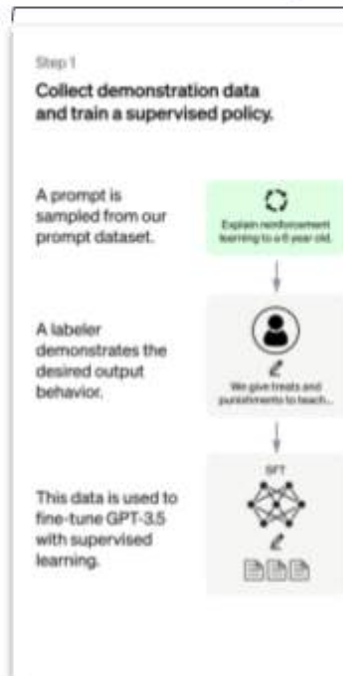 Step 1
Collect demonstration data
and train a supervised policy.
A prompt is
sampled from our
prompt dataset.
Explain reinforcement
learning to a 6 year old.
A labeler
demonstrates the
desired output
behavior.
We give treats and
punishments to teach...
This data is used to
fine-tune GPT-3.5
with supervised
learning.
SFT